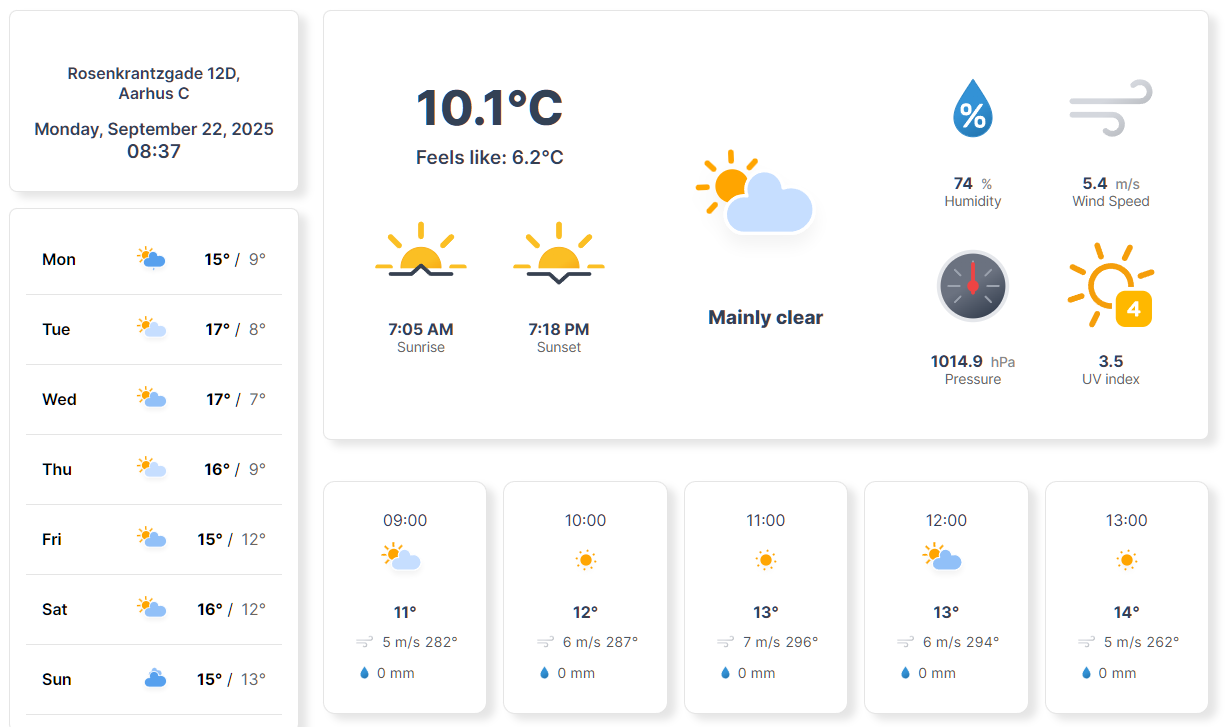 Rosenkrantzgade 12D,
Aarhus C
Monday, September 22, 2025
08:37
Mon 15° / 9°
Tue 17° / 8°
Wed 17° / 7°
Thu 16° / 9°
Fri 15° / 12°
Sat 16° / 12°
Sun 15° / 13°
10.1°C
Feels like: 6.2°C
7:05 AM
Sunrise
7:18 PM
Sunset
Mainly clear
%
74 %
Humidity
5.4 m/s
Wind Speed
1014.9 hPa
Pressure
4
3.5
UV index
09:00
11°
5 m/s 282°
0 mm
10:00
12°
6 m/s 287°
0 mm
11:00
13°
7 m/s 296°
0 mm
12:00
13°
6 m/s 294°
0 mm
13:00
14°
5 m/s 262°
0 mm